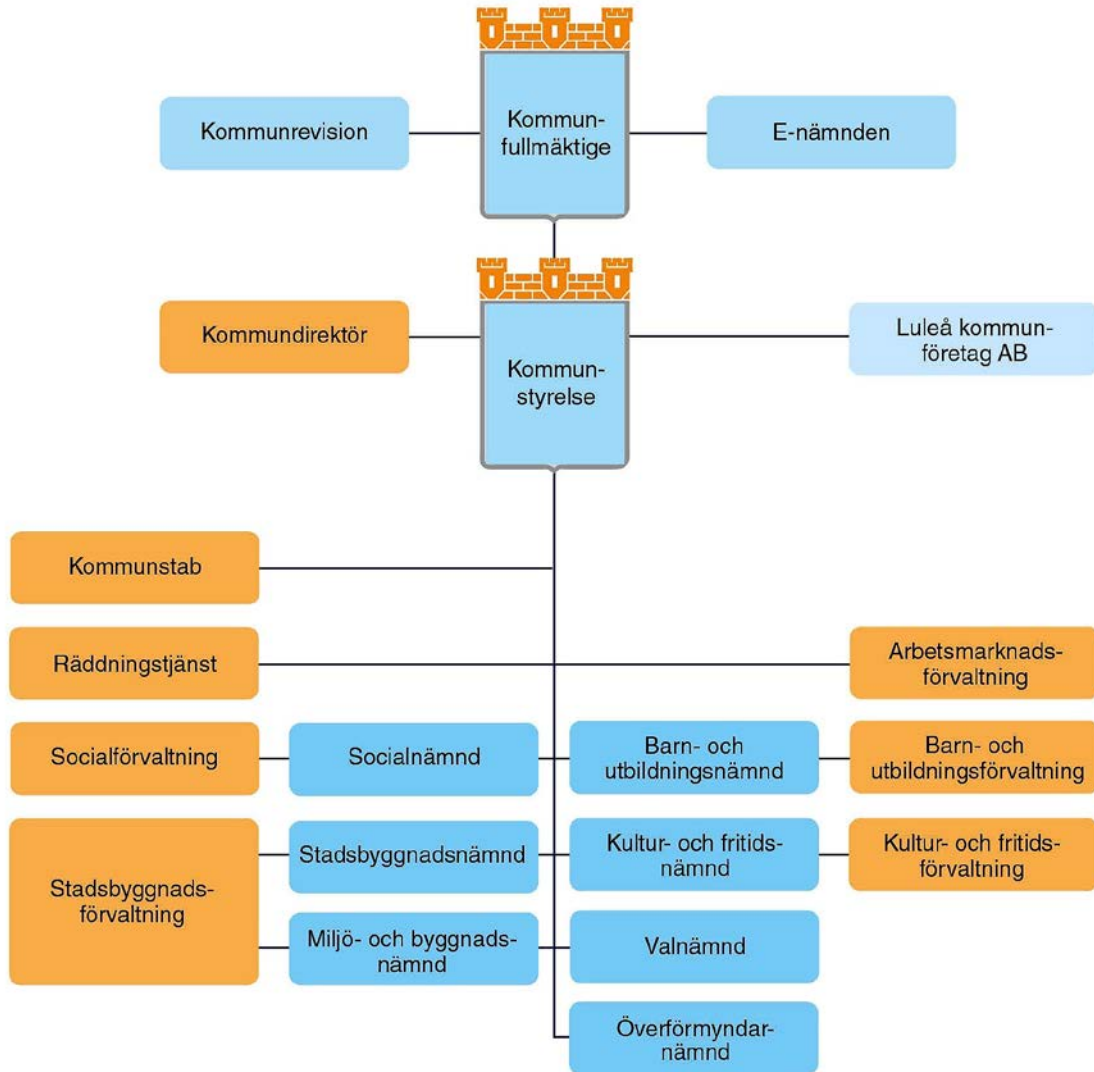 Kommunrevision
Kommun-
fullmäktige
E-nämnden
Kommundirektör
Kommun-
styrelse
Luleå kommun-
företag AB
Kommunstab
Räddningstjänst
Arbetsmarknads-
förvaltning
Socialförvaltning
Socialnämnd
Barn- och
utbildningsnämnd
Barn- och
utbildningsförvaltning
Stadsbyggnads-
förvaltning
Stadsbyggnadsnämnd
Kultur- och fritids-
nämnd
Kultur- och fritids-
förvaltning
Miljö- och byggnads-
nämnd
Valnämnd
Överförmyndar-
nämnd